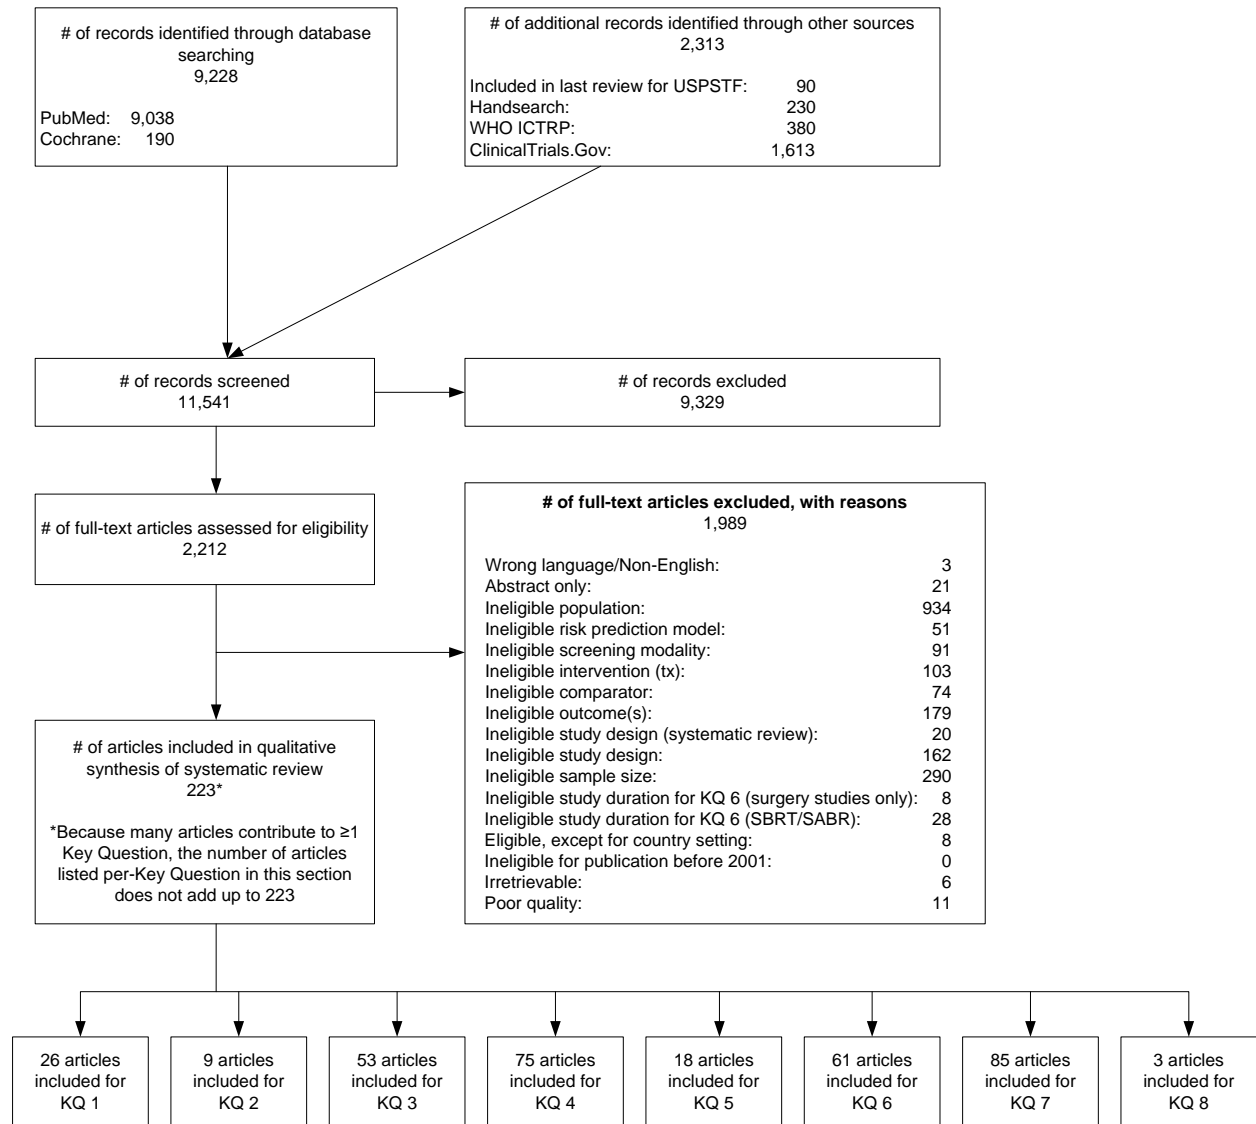 # of records identified through database
searching
9,228
PubMed: 9,038
Cochrane: 190
# of additional records identified through other sources
2,313
Included in last review for USPSTF: 90
Handsearch: 230
WHO ICTRP: 380
ClinicalTrials.Gov: 1,613
# of records screened
11,541
# of records excluded
9,329
# of full-text articles assessed for eligibility
2,212
# of full-text articles excluded, with reasons
1,989
Wrong language/Non-English: 3
Abstract only: 21
Ineligible population: 934
Ineligible risk prediction model: 51
Ineligible screening modality: 91
Ineligible intervention (tx): 103
Ineligible comparator: 74
Ineligible outcome(s): 179
Ineligible study design (systematic review): 20
Ineligible study design: 162
Ineligible sample size: 290
Ineligible study duration for KQ 6 (surgery studies only): 8
Ineligible study duration for KQ 6 (SBRT/SABR): 28
Eligible, except for country setting: 8
Ineligible for publication before 2001: 0
Irretrievable: 6
Poor quality: 11
# of articles included in qualitative
synthesis of systematic review
223*
*Because many articles contribute to ≥1
Key Question, the number of articles
listed per-Key Question in this section
does not add up to 223
26 articles
included for
KQ 1
9 articles
included for
KQ 2
53 articles
included for
KQ 3
75 articles
included for
KQ 4
18 articles
included for
KQ 5
61 articles
included for
KQ 6
85 articles
included for
KQ 7
3 articles
included for
KQ 8